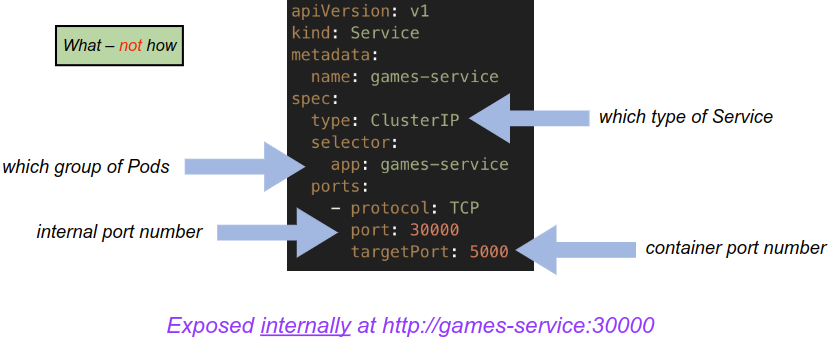 What – not how
apiVersion: v1
kind: Service
metadata:
name: games-service
spec:
type: ClusterIP
which type of Service
selector:
which group of Pods
app: games-service
ports:
- protocol: TCP
internal port number
port: 30000
targetPort: 5000
container port number
Exposed internally at http://games-service:30000